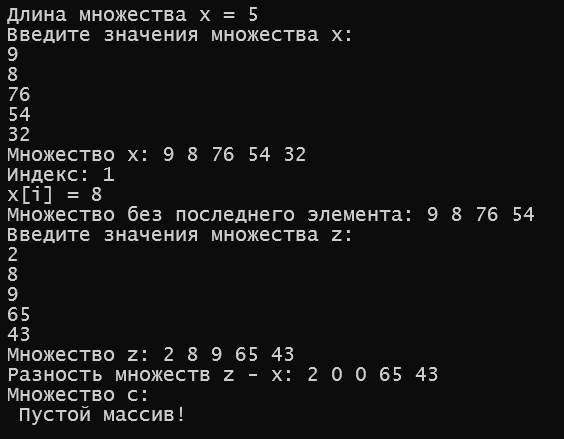 Длина множества x = 5
Введите значения множества x:
9
8
76
54
32
Множество x: 9 8 76 54 32
Индекс: 1
x[i] = 8
Множество без последнего элемента: 9 8 76 54
Введите значения множества z:
2
8
9
65
43
Множество z: 2 8 9 65 43
Разность множеств z - x: 2 0 0 65 43
Множество c:
 Пустой массив!